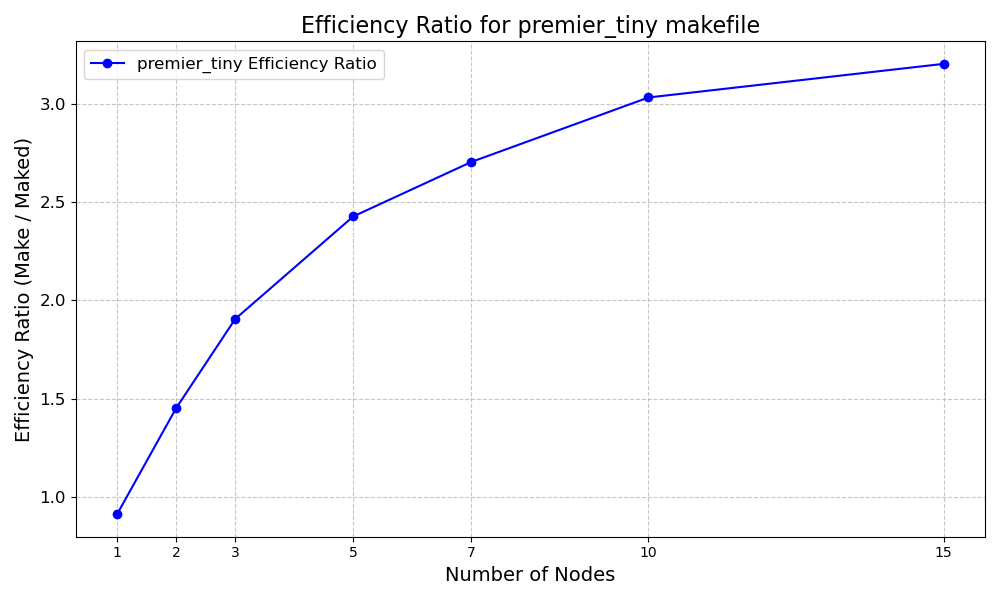 Efficiency Ratio for premier_tiny makefile
premier_tiny Efficiency Ratio
Efficiency Ratio (Make / Maked)
3.0
2.5
2.0
1.5
1.0
1 2 3 5 7 10 15
Number of Nodes